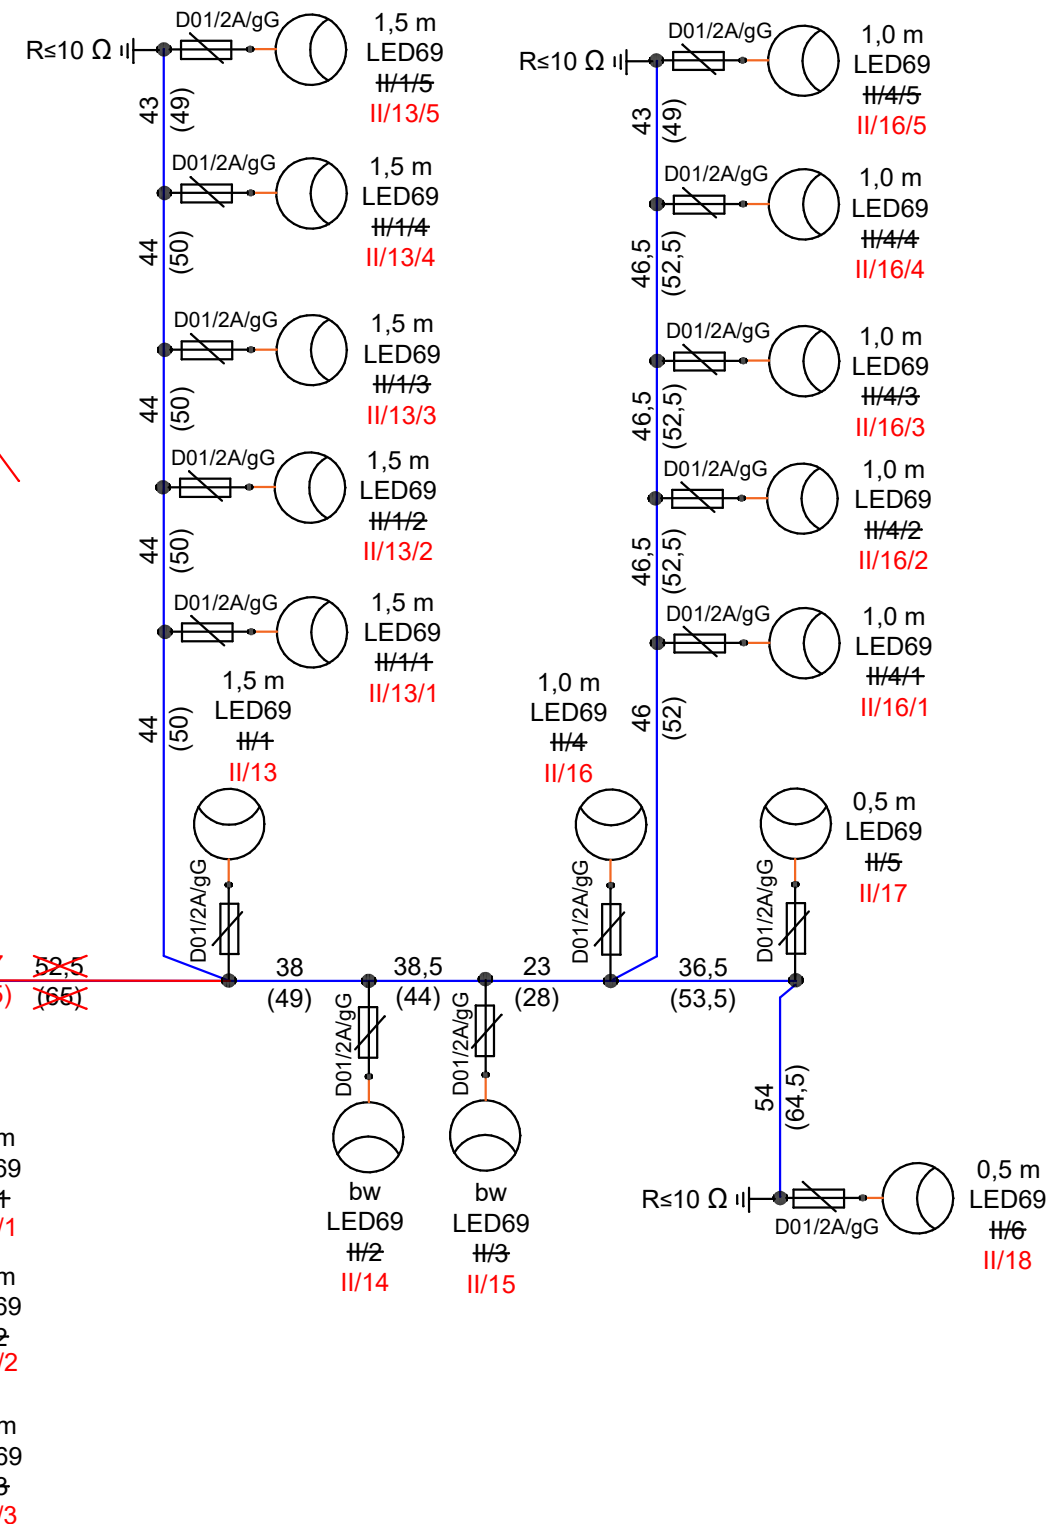 D01/2A/gG
R≤10 Ω
1,5 m
LED69
II/1/5
II/13/5
43
(49)
D01/2A/gG
1,5 m
LED69
II/1/4
II/13/4
44
(50)
D01/2A/gG
1,5 m
LED69
II/1/3
II/13/3
44
(50)
D01/2A/gG
1,5 m
LED69
II/1/2
II/13/2
44
(50)
D01/2A/gG
1,5 m
LED69
II/1/1
II/13/1
44
(50)
1,5 m
LED69
II/1
II/13
D01/2A/gG
D01/2A/gG
R≤10 Ω
1,0 m
LED69
II/4/5
II/16/5
43
(49)
D01/2A/gG
1,0 m
LED69
II/4/4
II/16/4
46,5
(52,5)
D01/2A/gG
1,0 m
LED69
II/4/3
II/16/3
46,5
(52,5)
D01/2A/gG
1,0 m
LED69
II/4/2
II/16/2
46,5
(52,5)
D01/2A/gG
1,0 m
LED69
II/4/1
II/16/1
46
(52)
1,0 m
LED69
II/4
II/16
D01/2A/gG
0,5 m
LED69
II/5
II/17
D01/2A/gG
52,5
(65)
38
(49)
38,5
(44)
23
(28)
36,5
(53,5)
D01/2A/gG
bw
LED69
II/2
II/14
D01/2A/gG
bw
LED69
II/3
II/15
54
(64,5)
R≤10 Ω
D01/2A/gG
0,5 m
LED69
II/6
II/18
m
69
/1
m
69
2
/2
m
69
3
/3